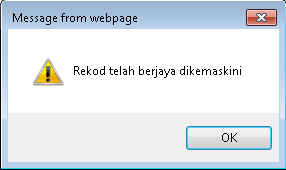 Message from webpage
Rekod telah berjaya dikemaskini
OK